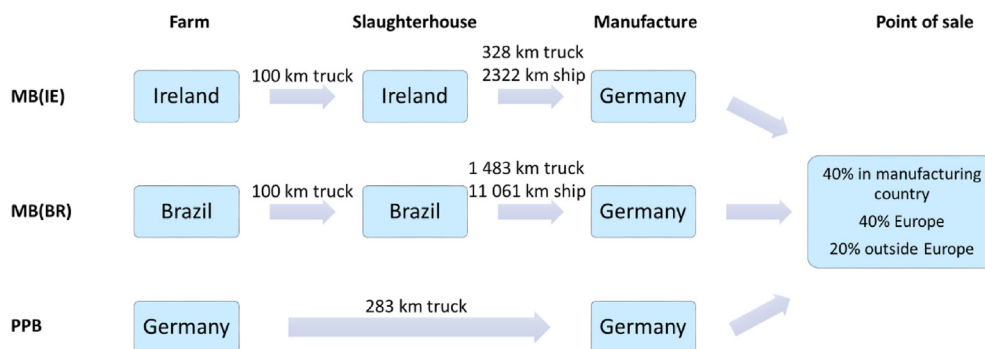 Farm Slaughterhouse Manufacture Point of sale
MB(IE)
Ireland
100 km truck
Ireland
328 km truck
2322 km ship
Germany
MB(BR)
Brazil
100 km truck
Brazil
1 483 km truck
11 061 km ship
Germany
40% in manufacturing
country
40% Europe
20% outside Europe
PPB
Germany
283 km truck
Germany